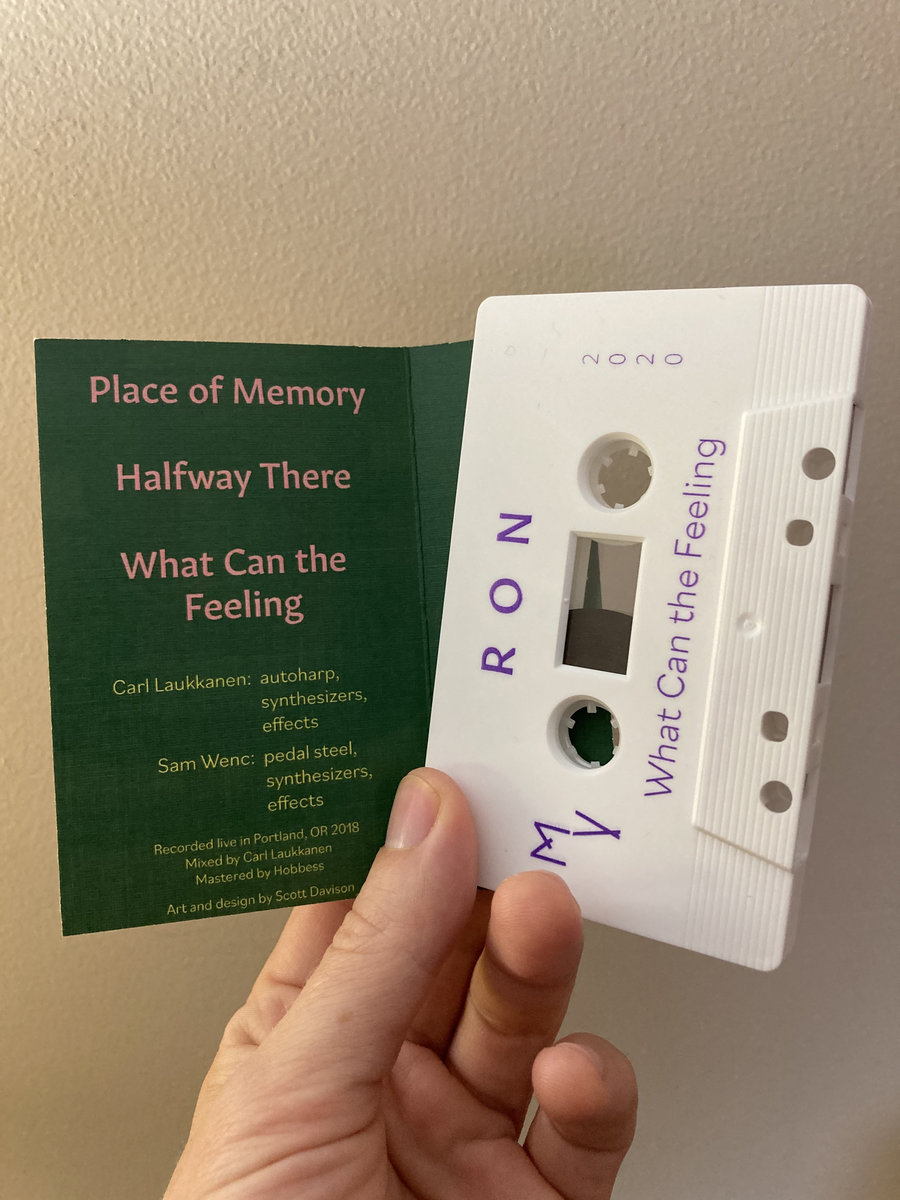 Place of Memory
Halfway There
What Can the
Feeling
Carl Laukkanen: autoharp,
synthesizers,
effects
Sam Wenc: pedal steel,
synthesizers,
effects
Recorded live in Portland, OR 2018
Mixed by Carl Laukkanen
Mastered by Hobbess
Art and design by Scott Davison
RON
What Can the Feeling
2020
My